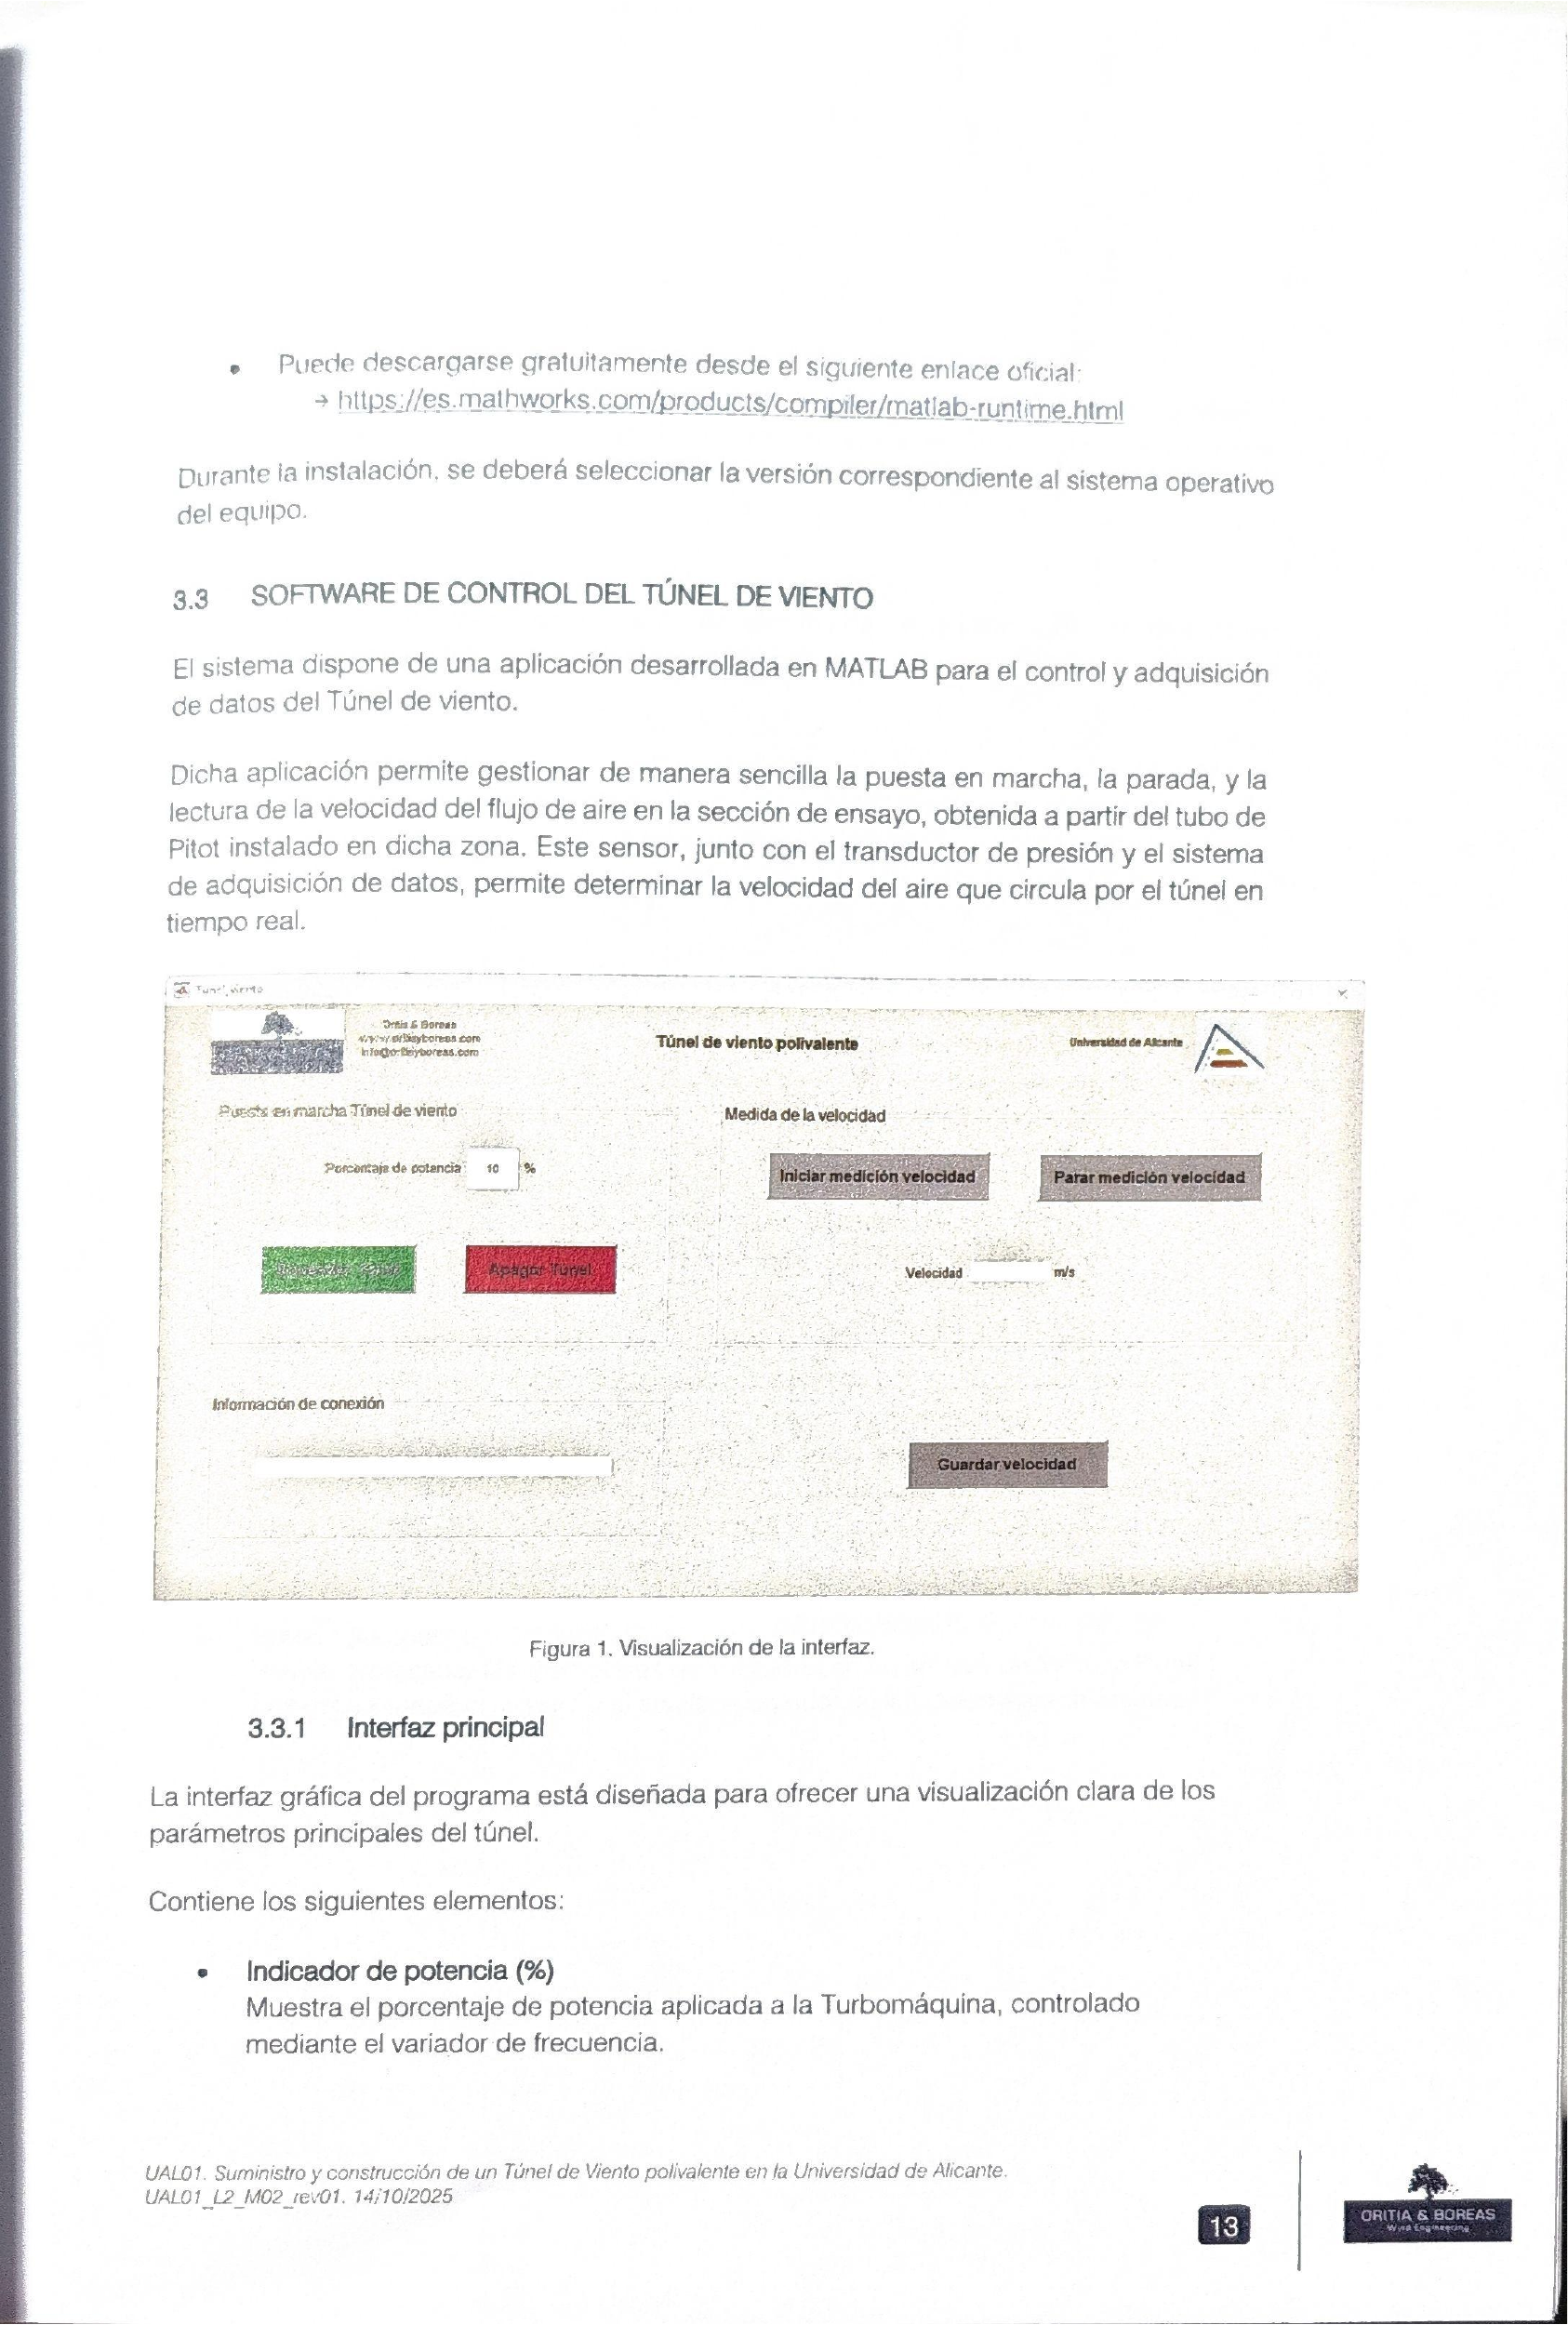 • Puede descargarse gratuitamente desde el siguiente enlace oficial:
→ https://es.mathworks.com/products/compiler/matlab-runtime.html
Durante la instalación, se deberá seleccionar la versión correspondiente al sistema operativo
del equipo.
3.3 SOFTWARE DE CONTROL DEL TÚNEL DE VIENTO
El sistema dispone de una aplicación desarrollada en MATLAB para el control y adquisición
de datos del Túnel de viento.
Dicha aplicación permite gestionar de manera sencilla la puesta en marcha, la parada, y la
lectura de la velocidad del flujo de aire en la sección de ensayo, obtenida a partir del tubo de
Pitot instalado en dicha zona. Este sensor, junto con el transductor de presión y el sistema
de adquisición de datos, permite determinar la velocidad del aire que circula por el túnel en
tiempo real.
Tunel_viento
Oritia & Boreas
www.oritiayboreas.com
info@oritiayboreas.com
Túnel de viento polivalente
Universidad de Alicante
Puesta en marcha Túnel de viento
Medida de la velocidad
Porcentaje de potencia 10 %
Iniciar medición velocidad
Parar medición velocidad
Apagar Túnel
Velocidad m/s
Información de conexión
Guardar velocidad
Figura 1. Visualización de la interfaz.
3.3.1 Interfaz principal
La interfaz gráfica del programa está diseñada para ofrecer una visualización clara de los
parámetros principales del túnel.
Contiene los siguientes elementos:
• Indicador de potencia (%)
Muestra el porcentaje de potencia aplicada a la Turbomáquina, controlado
mediante el variador de frecuencia.
UAL01. Suministro y construcción de un Túnel de Viento polivalente en la Universidad de Alicante.
UAL01_L2_M02_rev01. 14/10/2025
13
ORITIA & BOREAS
Wind Engineering